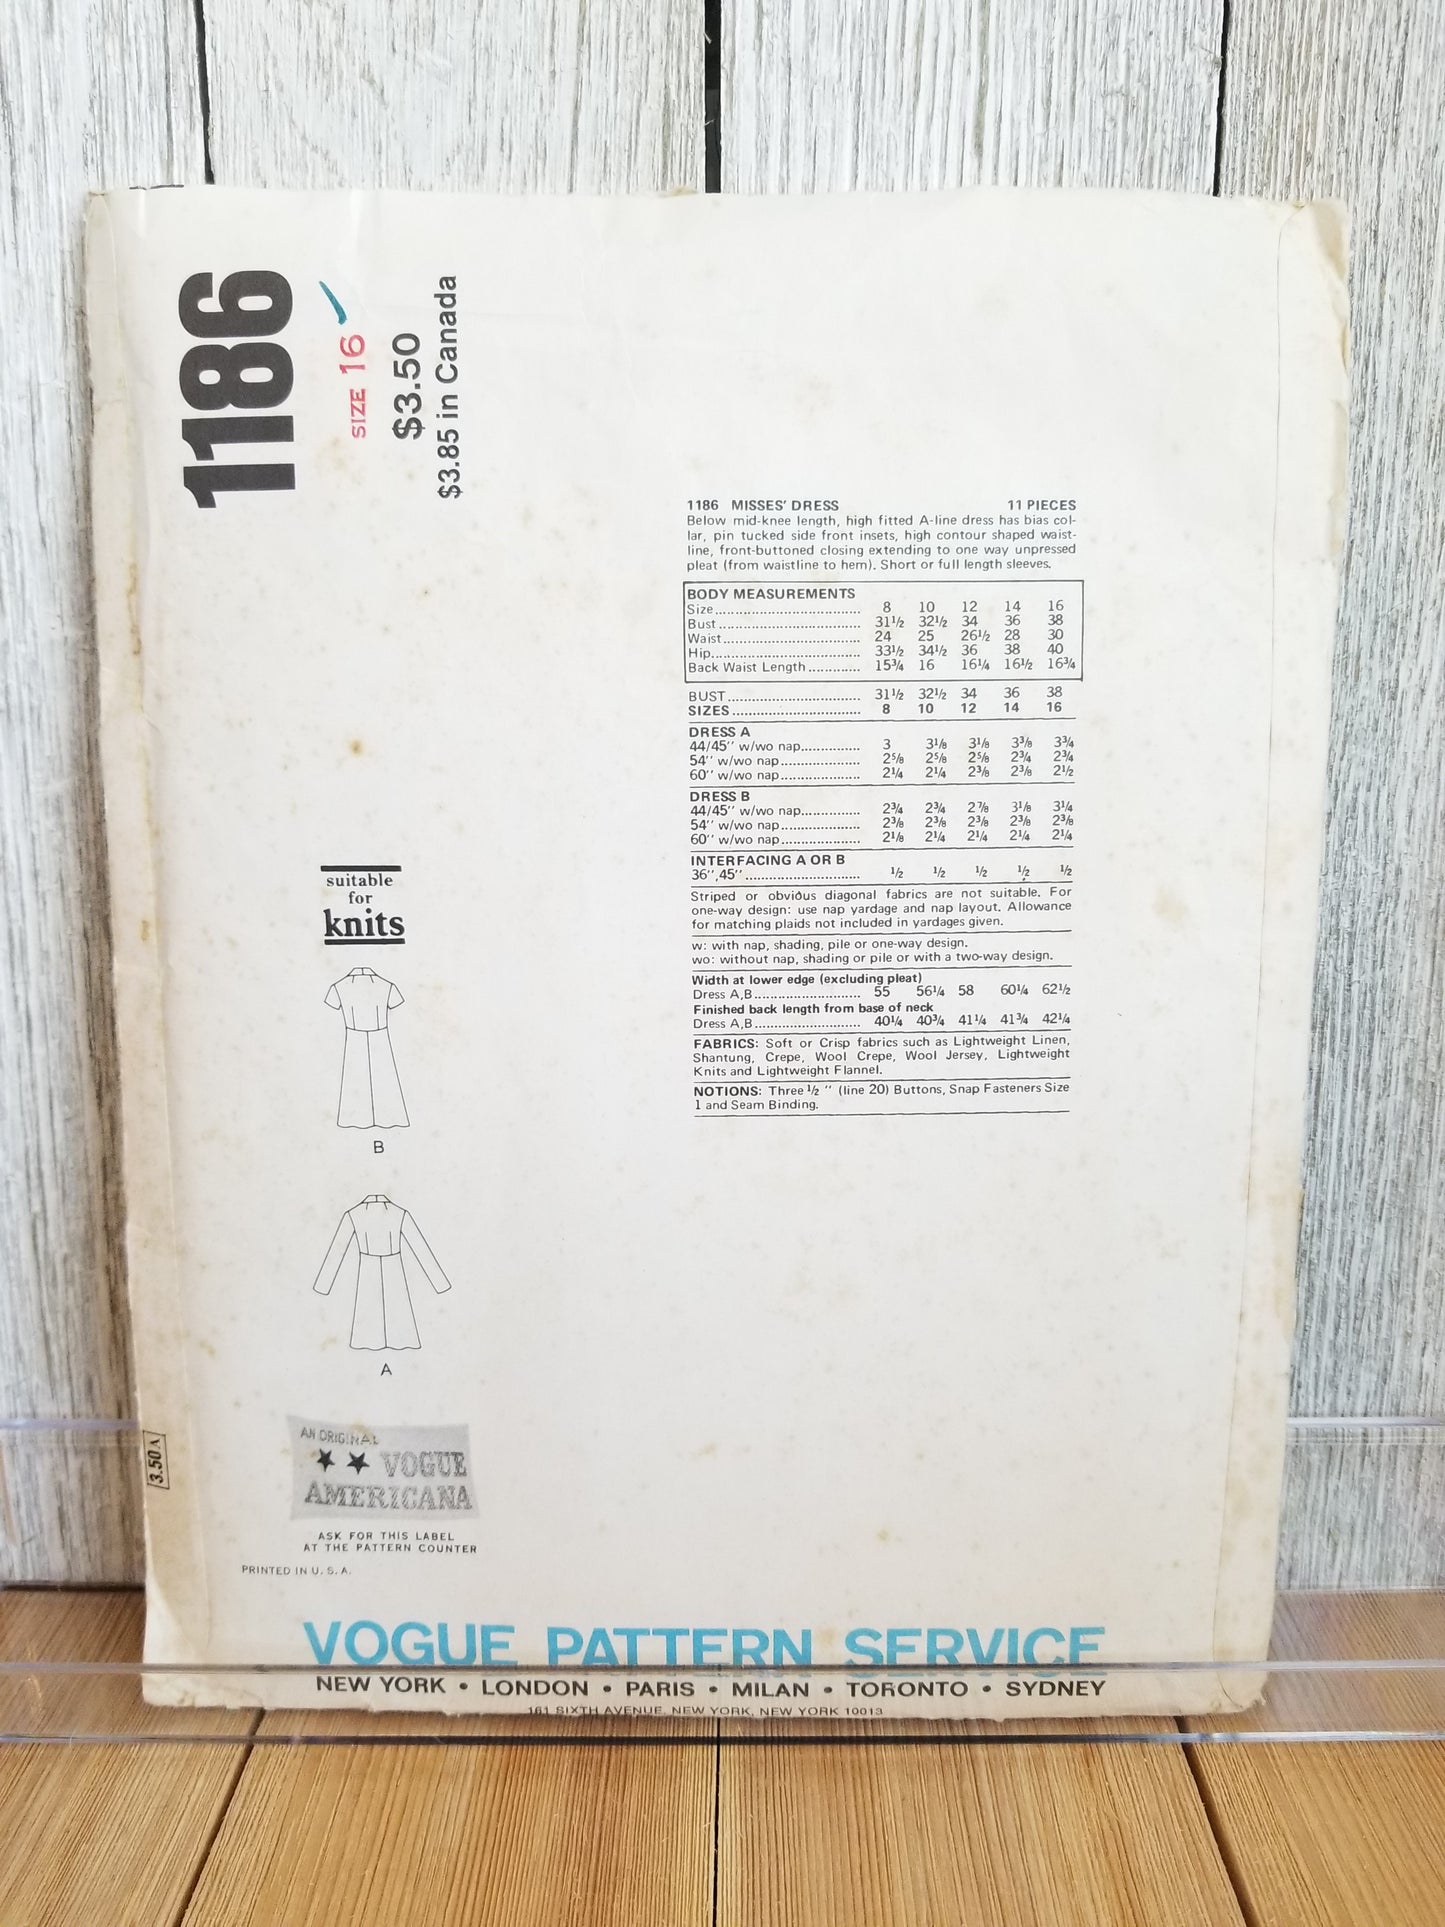 1186
SIZE 16
$3.50
$3.85 in Canada
1186 MISSES' DRESS 11 PIECES
Below mid-knee length, high fitted A-line dress has bias col-
lar, pin tucked side front insets, high contour shaped waist-
line, front-buttoned closing extending to one way unpressed
pleat (from waistline to hem). Short or full length sleeves.
BODY MEASUREMENTS
Size 8 10 12 14 16
Bust 31½ 32½ 34 36 38
Waist 24 25 26½ 28 30
Hip 33½ 34½ 36 38 40
Back Waist Length 15¾ 16 16¼ 16½ 16¾
BUST 31½ 32½ 34 36 38
SIZES 8 10 12 14 16
DRESS A
44/45'' w/wo nap 3 3⅛ 3⅛ 3⅜ 3¾
54'' w/wo nap 2⅝ 2⅝ 2⅝ 2¾ 2¾
60'' w/wo nap 2¼ 2¼ 2⅜ 2⅜ 2½
DRESS B
44/45'' w/wo nap 2¾ 2¾ 2⅞ 3⅛ 3¼
54'' w/wo nap 2⅜ 2⅜ 2⅜ 2⅜ 2⅜
60'' w/wo nap 2⅛ 2¼ 2¼ 2¼ 2¼
INTERFACING A OR B
36'',45'' ½ ½ ½ ½ ½
Striped or obvious diagonal fabrics are not suitable. For
one-way design: use nap yardage and nap layout. Allowance
for matching plaids not included in yardages given.
w: with nap, shading, pile or one-way design.
wo: without nap, shading or pile or with a two-way design.
Width at lower edge (excluding pleat)
Dress A,B 55 56¼ 58 60¼ 62½
Finished back length from base of neck
Dress A,B 40¼ 40¾ 41¼ 41¾ 42¼
FABRICS: Soft or Crisp fabrics such as Lightweight Linen,
Shantung, Crepe, Wool Crepe, Wool Jersey, Lightweight
Knits and Lightweight Flannel.
NOTIONS: Three ½ '' (line 20) Buttons, Snap Fasteners Size
1 and Seam Binding.
suitable
for
knits
B
A
3.50A
AN ORIGINAL
VOGUE
AMERICANA
ASK FOR THIS LABEL
AT THE PATTERN COUNTER
PRINTED IN U.S.A.
VOGUE PATTERN SERVICE
NEW YORK • LONDON • PARIS • MILAN • TORONTO • SYDNEY
161 SIXTH AVENUE, NEW YORK, NEW YORK 10013